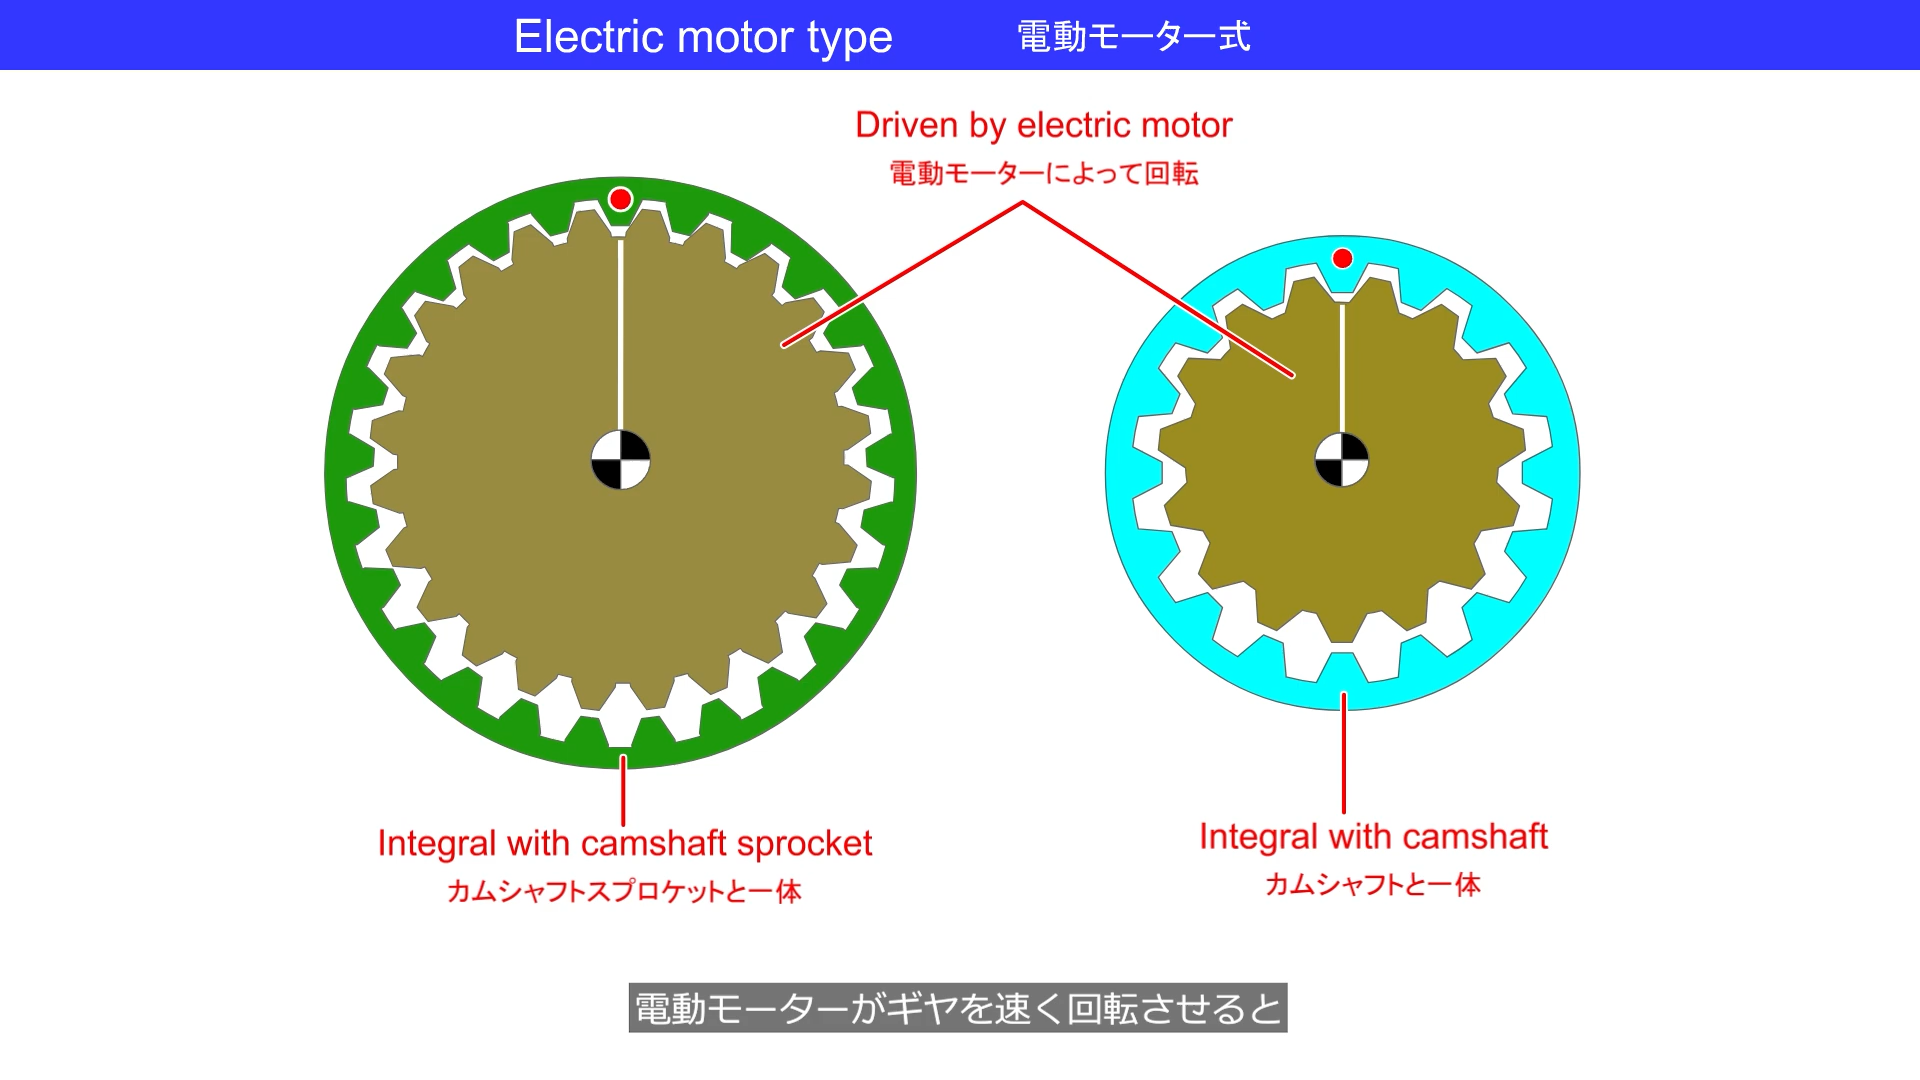 Electric motor type 電動モーター式
Driven by electric motor
電動モーターによって回転
Integral with camshaft sprocket
カムシャフトスプロケットと一体
Integral with camshaft
カムシャフトと一体
電動モーターがギヤを速く回転させると